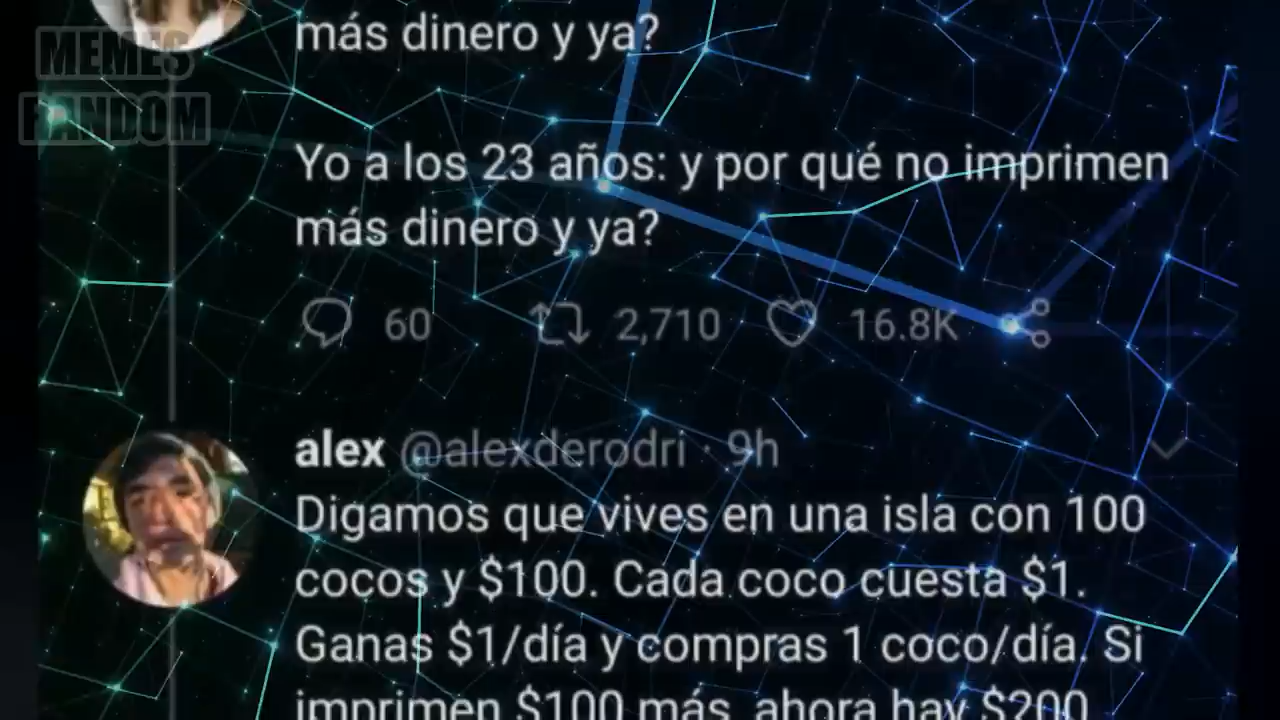 MEMES
FANDOM
más dinero y ya?
Yo a los 23 años: y por qué no imprimen
más dinero y ya?
60 2,710 16.8K
alex @alexderodri · 9h
Digamos que vives en una isla con 100
cocos y $100. Cada coco cuesta $1.
Ganas $1/día y compras 1 coco/día. Si
imprimen $100 más, ahora hay $200